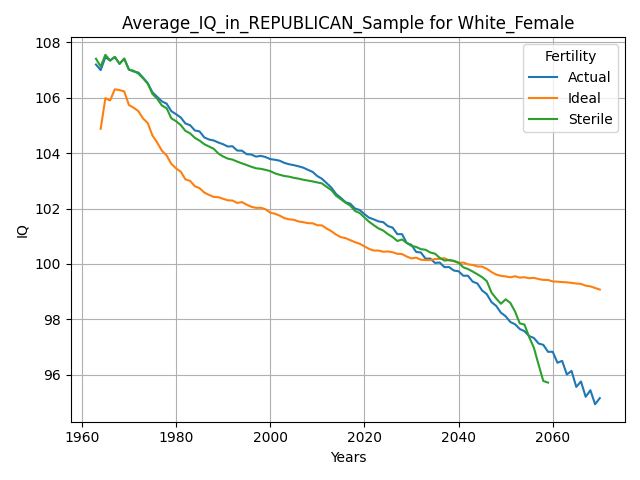 Average_IQ_in_REPUBLICAN_Sample for White_Female
108
106
104
102
100
98
96
IQ
Fertility
Actual
Ideal
Sterile
1960
1980
2000
2020
2040
2060
Years